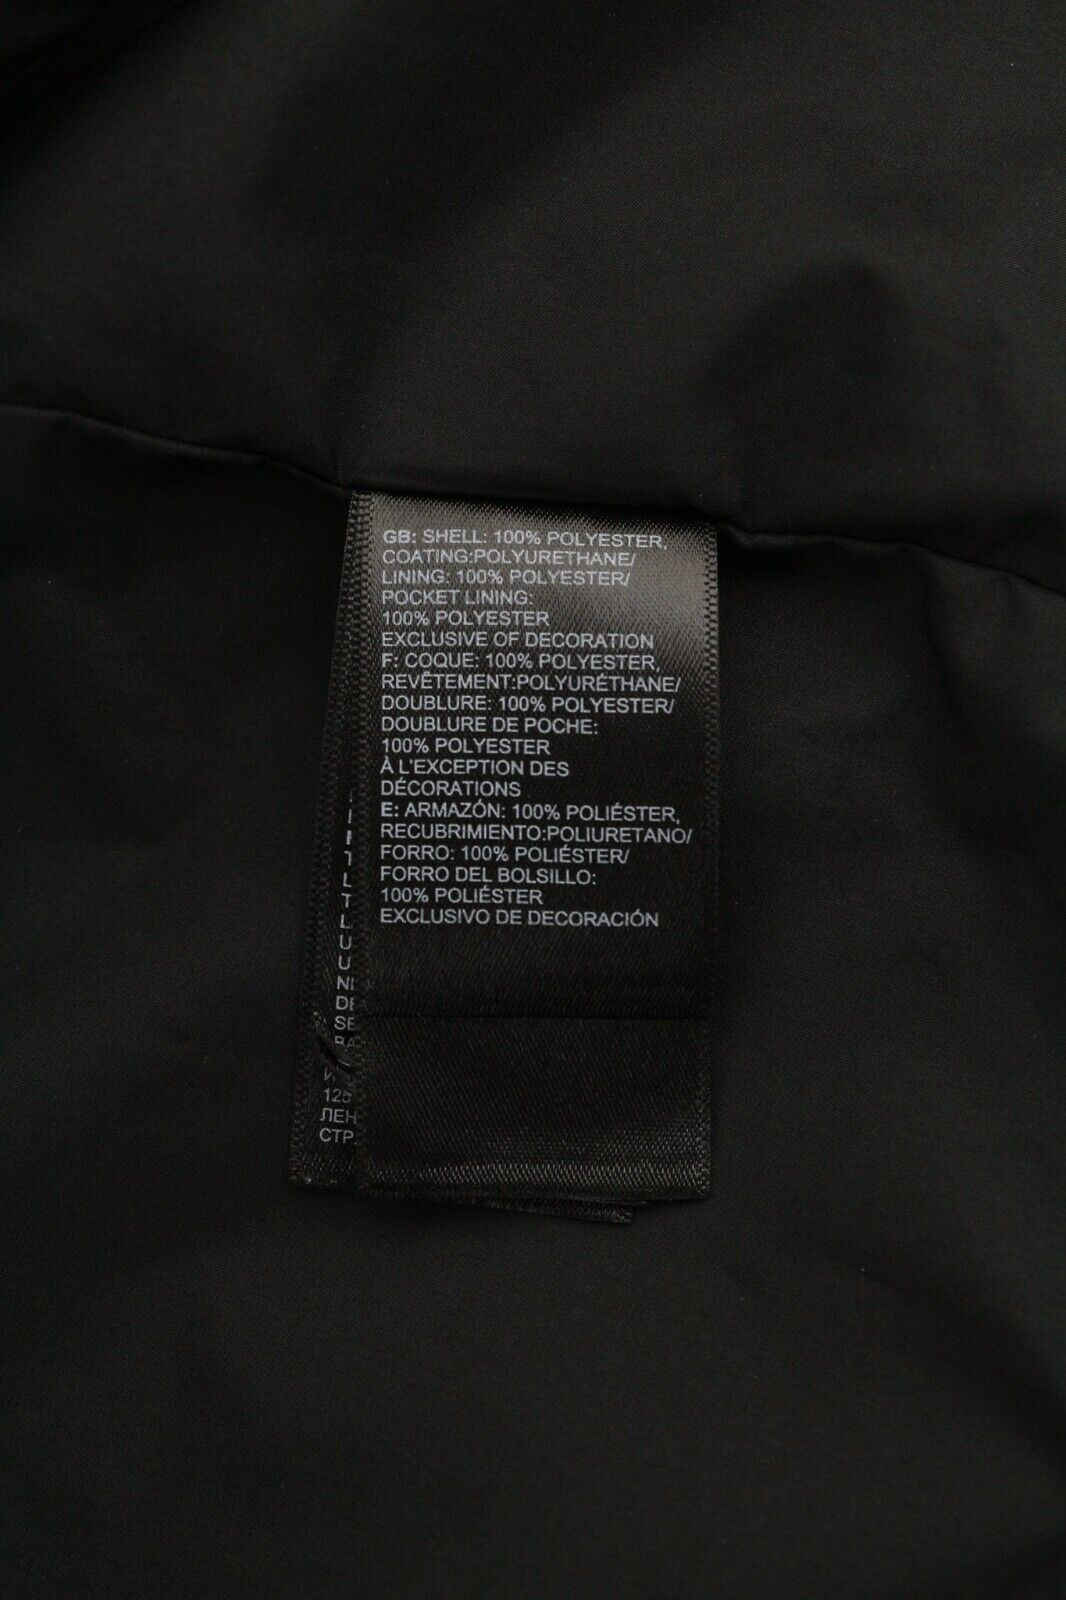 GB: SHELL: 100% POLYESTER,
COATING:POLYURETHANE/
LINING: 100% POLYESTER/
POCKET LINING:
100% POLYESTER
EXCLUSIVE OF DECORATION
F: COQUE: 100% POLYESTER,
REVÊTEMENT:POLYURÉTHANE/
DOUBLURE: 100% POLYESTER/
DOUBLURE DE POCHE:
100% POLYESTER
À L'EXCEPTION DES
DÉCORATIONS
E: ARMAZÓN: 100% POLIÉSTER,
RECUBRIMIENTO:POLIURETANO/
FORRO: 100% POLIÉSTER/
FORRO DEL BOLSILLO:
100% POLIÉSTER
EXCLUSIVO DE DECORACIÓN
ЛЕН
СТР.